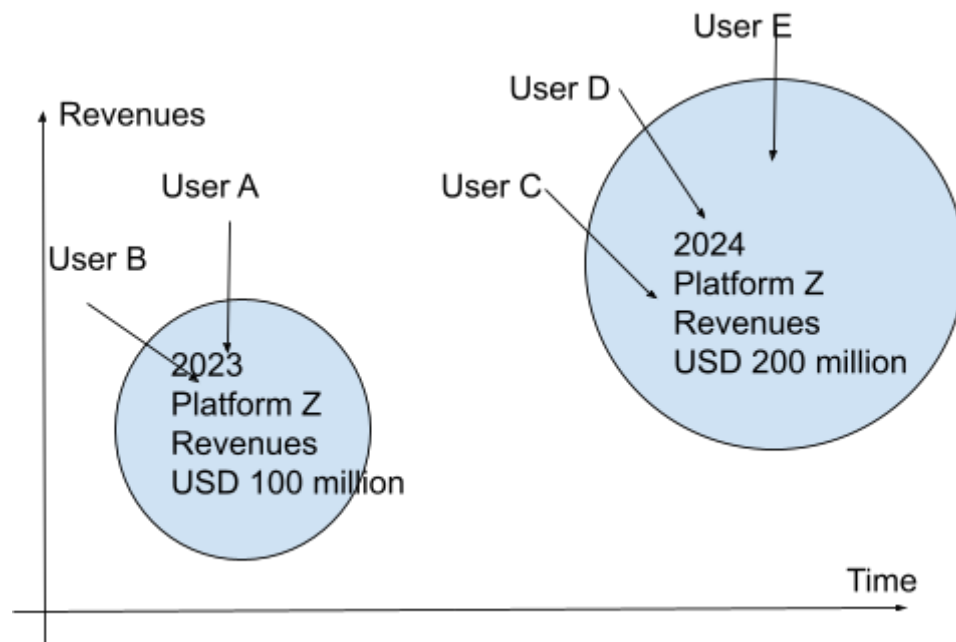 User E
User D
Revenues
User A
User C
User B
2024
Platform Z
Revenues
USD 200 million
2023
Platform Z
Revenues
USD 100 million
Time